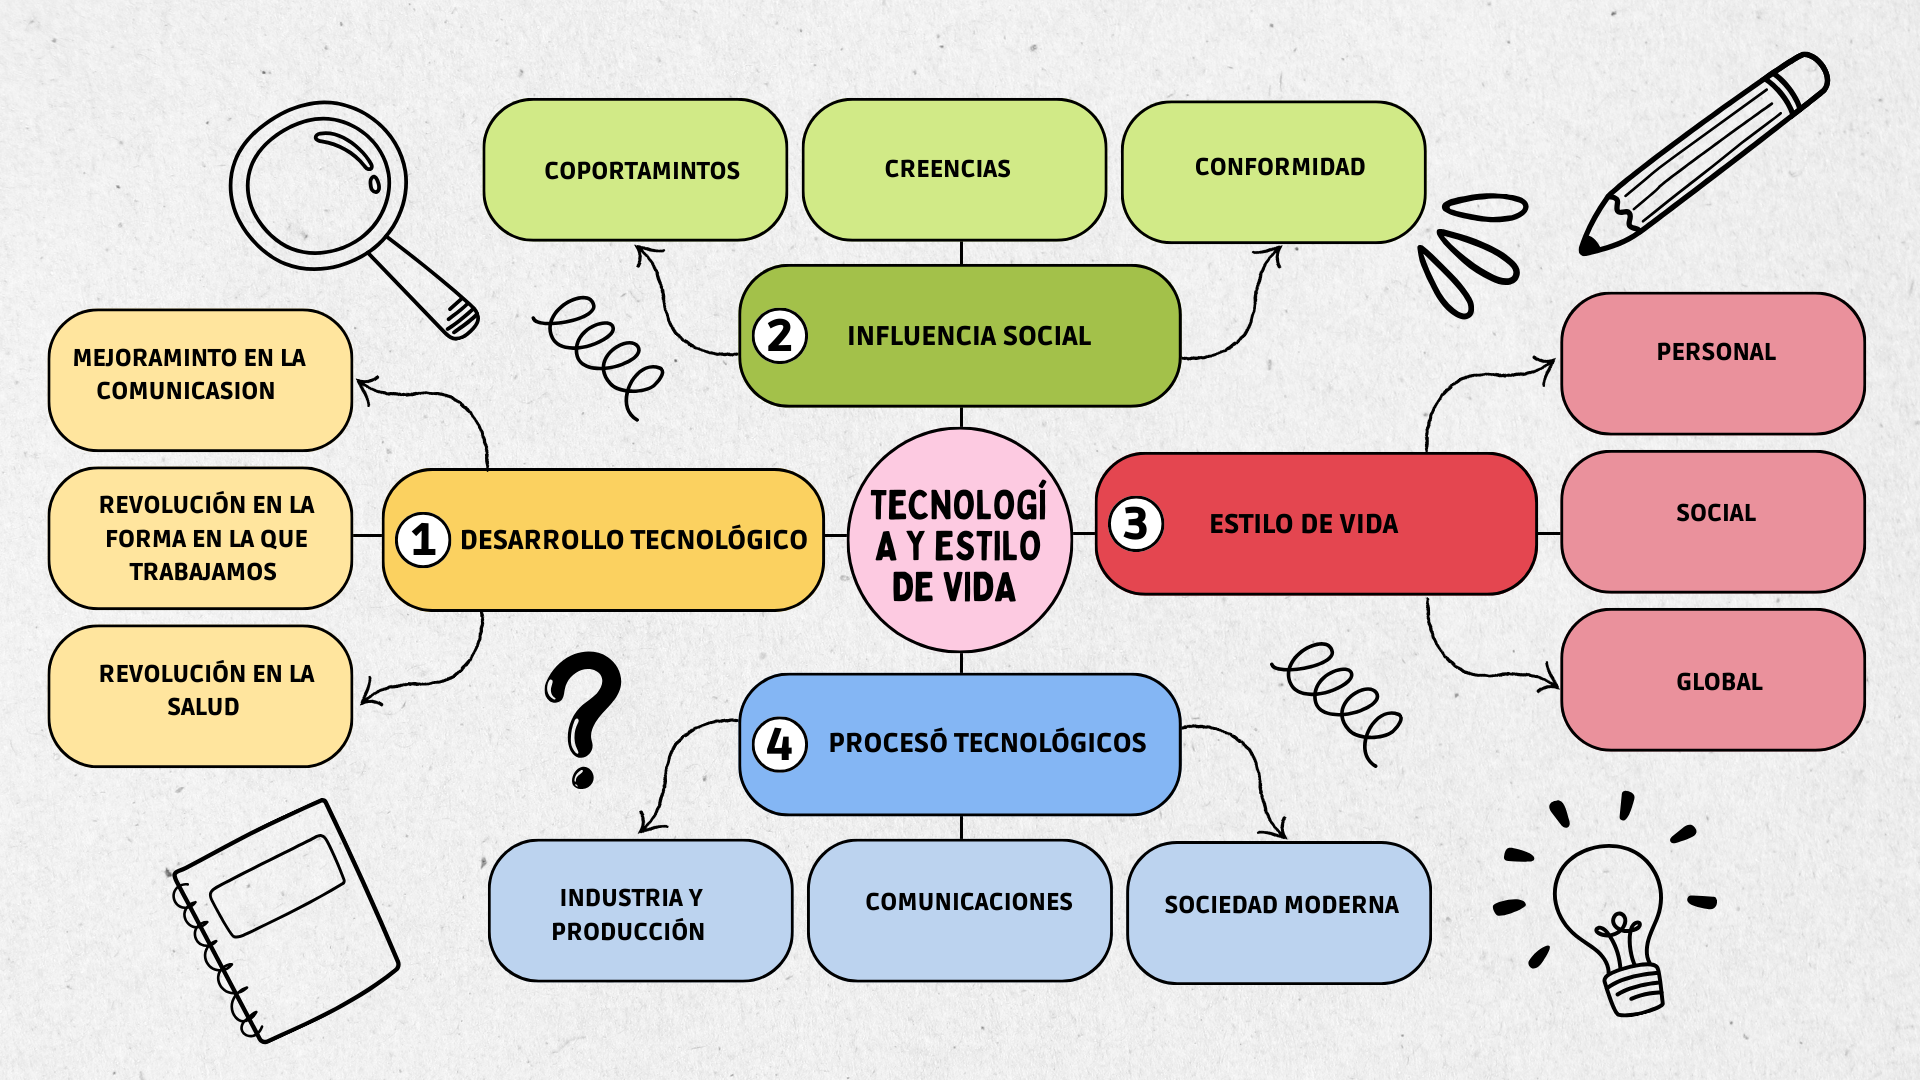 COPORTAMINTOS
CREENCIAS
CONFORMIDAD
2
INFLUENCIA SOCIAL
MEJORAMINTO EN LA
COMUNICASION
REVOLUCIÓN EN LA
FORMA EN LA QUE
TRABAJAMOS
REVOLUCIÓN EN LA
SALUD
1
DESARROLLO TECNOLÓGICO
TECNOLOGÍ
A Y ESTILO
DE VIDA
3
ESTILO DE VIDA
PERSONAL
SOCIAL
GLOBAL
4
PROCESÓ TECNOLÓGICOS
INDUSTRIA Y
PRODUCCIÓN
COMUNICACIONES
SOCIEDAD MODERNA